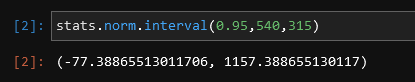 [2]: stats.norm.interval(0.95,540,315)
[2]: (-77.38865513011706, 1157.388655130117)